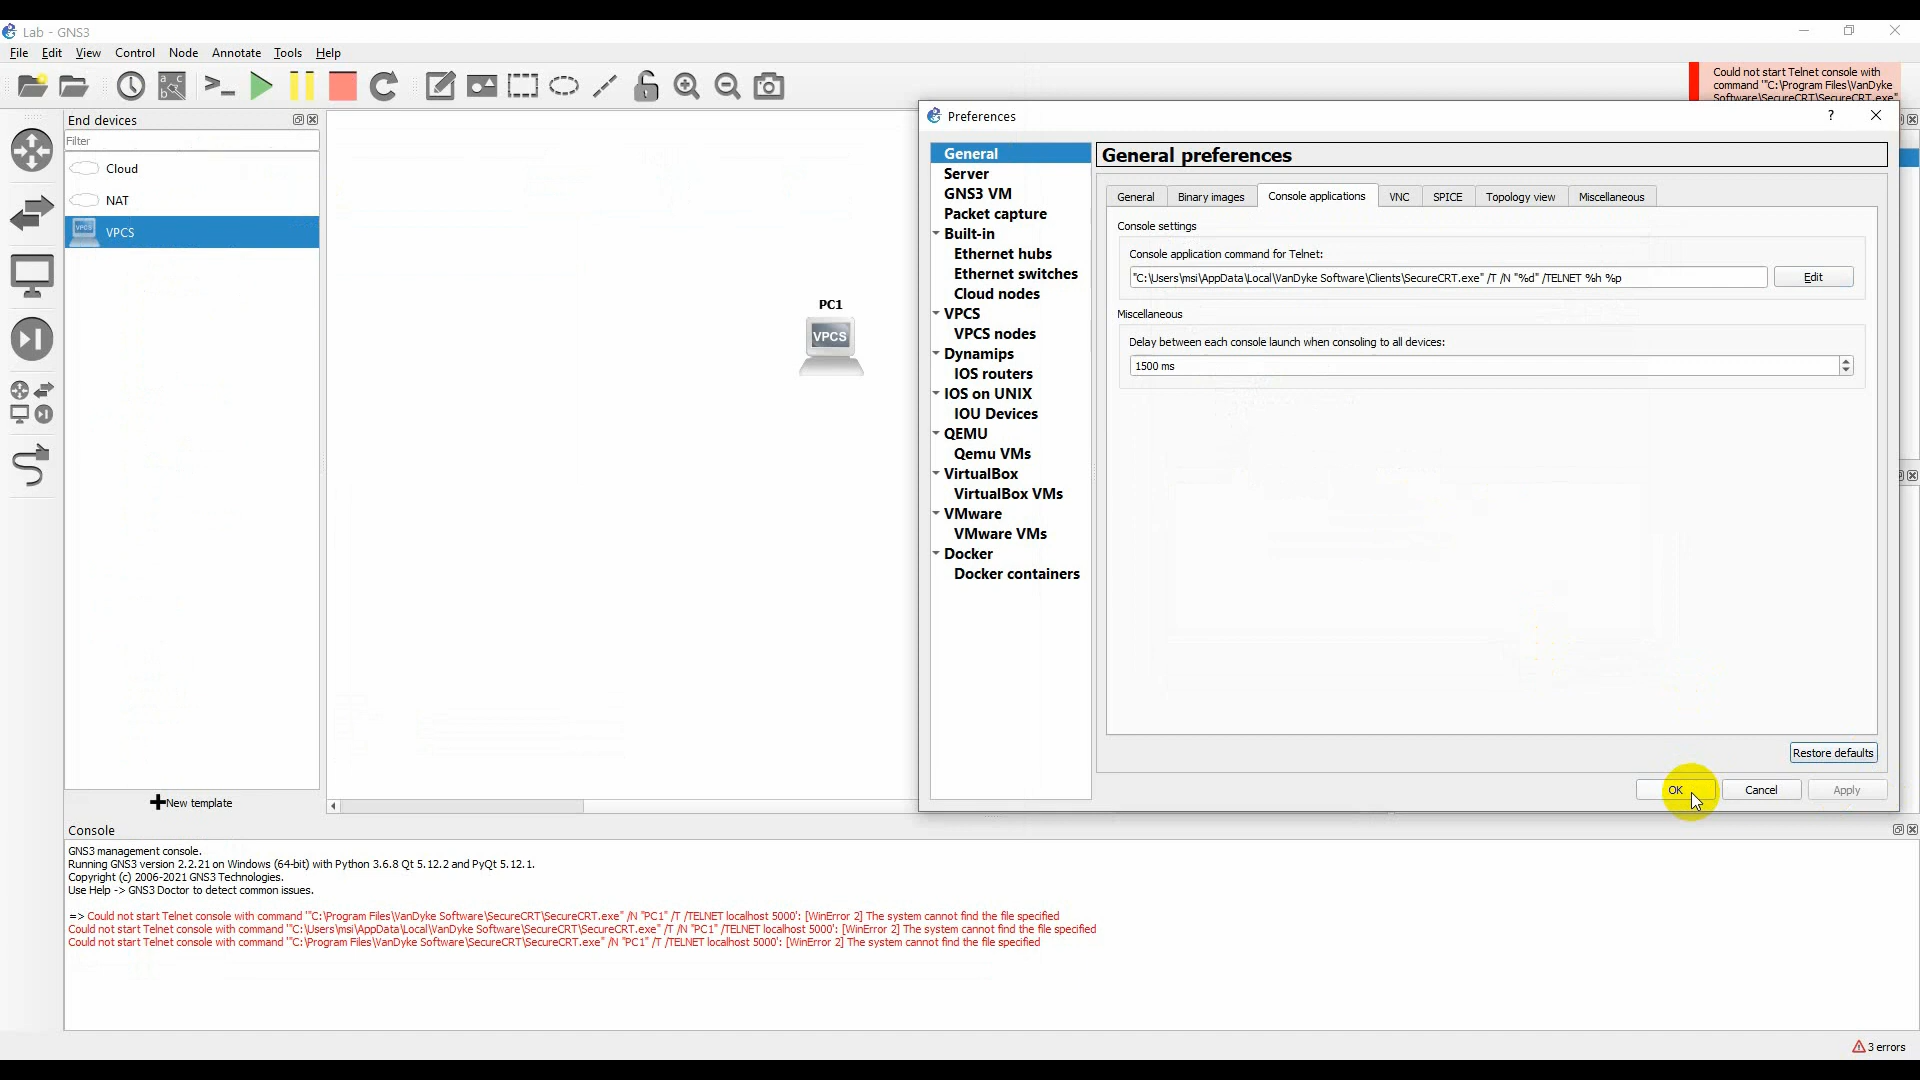 Lab - GNS3
File Edit View Control Node Annotate Tools Help
Could not start Telnet console with
command '"C:\Program Files\VanDyke
Software\SecureCRT\SecureCRT.exe"
End devices
Filter
Cloud
NAT
VPCS
VPCS
New template
PC1
VPCS
Preferences
?
General
Server
GNS3 VM
Packet capture
Built-in
Ethernet hubs
Ethernet switches
Cloud nodes
VPCS
VPCS nodes
Dynamips
IOS routers
IOS on UNIX
IOU Devices
QEMU
Qemu VMs
VirtualBox
VirtualBox VMs
VMware
VMware VMs
Docker
Docker containers
General preferences
General Binary images Console applications VNC SPICE Topology view Miscellaneous
Console settings
Console application command for Telnet:
"C:\Users\msi\AppData\Local\VanDyke Software\Clients\SecureCRT.exe" /T /N "%d" /TELNET %h %p
Edit
Miscellaneous
Delay between each console launch when consoling to all devices:
1500 ms
Restore defaults
OK Cancel Apply
Console
GNS3 management console.
Running GNS3 version 2.2.21 on Windows (64-bit) with Python 3.6.8 Qt 5.12.2 and PyQt 5.12.1.
Copyright (c) 2006-2021 GNS3 Technologies.
Use Help -> GNS3 Doctor to detect common issues.
=> Could not start Telnet console with command '"C:\Program Files\VanDyke Software\SecureCRT\SecureCRT.exe" /N "PC1" /T /TELNET localhost 5000': [WinError 2] The system cannot find the file specified
Could not start Telnet console with command '"C:\Users\msi\AppData\Local\VanDyke Software\SecureCRT\SecureCRT.exe" /T /N "PC1" /TELNET localhost 5000': [WinError 2] The system cannot find the file specified
Could not start Telnet console with command '"C:\Program Files\VanDyke Software\SecureCRT\SecureCRT.exe" /N "PC1" /T /TELNET localhost 5000': [WinError 2] The system cannot find the file specified
3 errors